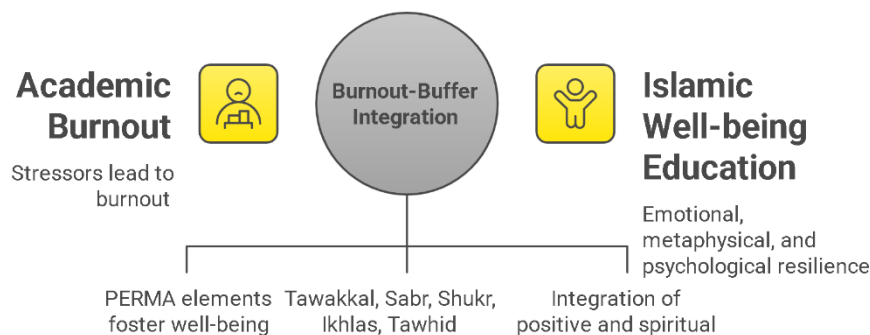 Academic
Burnout
Stressors lead to
burnout
Burnout-Buffer
Integration
Islamic
Well-being
Education
Emotional,
metaphysical, and
psychological resilience
PERMA elements
foster well-being
Tawakkal, Sabr, Shukr,
Ikhlas, Tawhid
Integration of
positive and spiritual